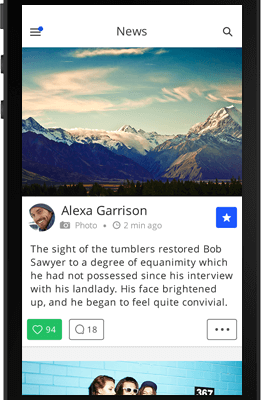 News
Alexa Garrison
Photo • 2 min ago
The sight of the tumblers restored Bob
Sawyer to a degree of equanimity which
he had not possessed since his interview
with his landlady. His face brightened
up, and he began to feel quite convivial.
94
18
367